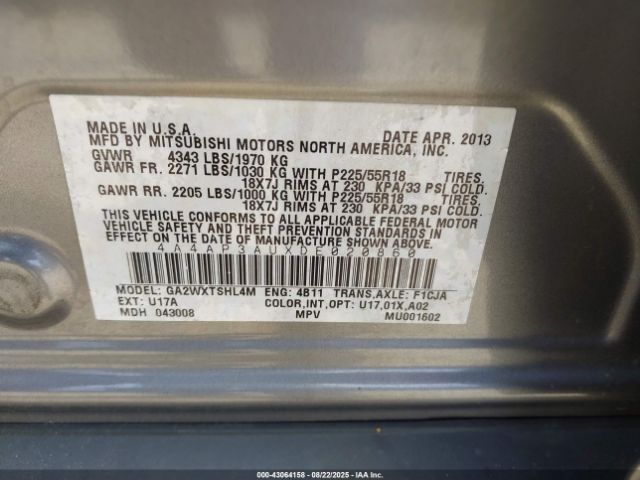 MADE IN U.S.A. DATE APR. 2013
MFD BY MITSUBISHI MOTORS NORTH AMERICA, INC.
GVWR 4343 LBS/1970 KG
GAWR FR. 2271 LBS/1030 KG WITH P225/55R18 TIRES,
18X7J RIMS AT 230 KPA/33 PSI COLD.
GAWR RR. 2205 LBS/1000 KG WITH P225/55R18 TIRES,
18X7J RIMS AT 230 KPA/33 PSI COLD.
THIS VEHICLE CONFORMS TO ALL APPLICABLE FEDERAL MOTOR
VEHICLE SAFETY AND THEFT PREVENTION STANDARDS IN
EFFECT ON THE DATE OF MANUFACTURE SHOWN ABOVE.
4A4AP3AUXDE020860
MODEL: GA2WXTSHL4M ENG: 4B11 TRANS,AXLE: F1CJA
EXT: U17A COLOR,INT,OPT: U17,01X,A02
MDH 043008 MPV MU001602
000-43064158 - 08/22/2025 - IAA Inc.